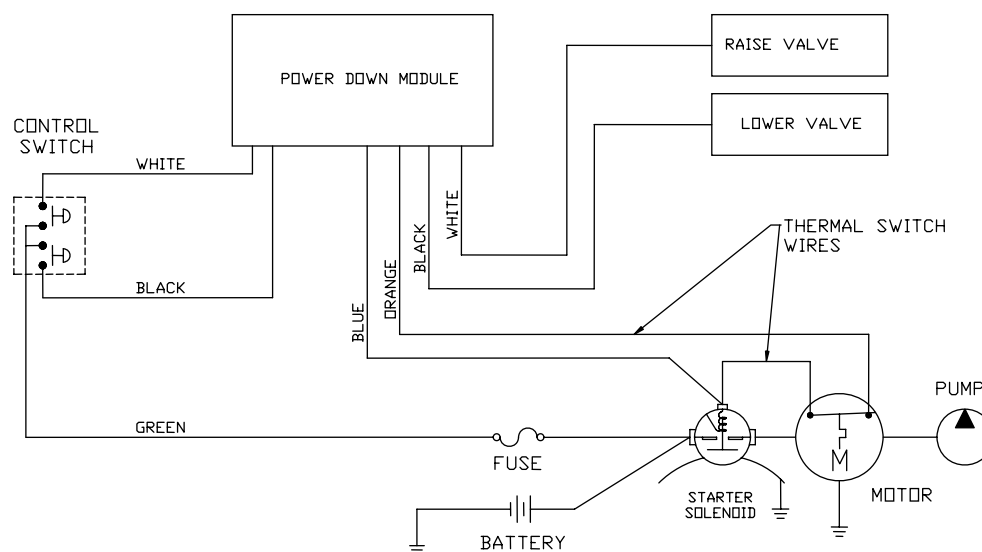 RAISE VALVE
POWER DOWN MODULE
LOWER VALVE
CONTROL
SWITCH
WHITE
WHITE
BLACK
THERMAL SWITCH
WIRES
ORANGE
BLACK
BLUE
PUMP
GREEN
FUSE
M
MOTOR
STARTER
SOLENOID
BATTERY